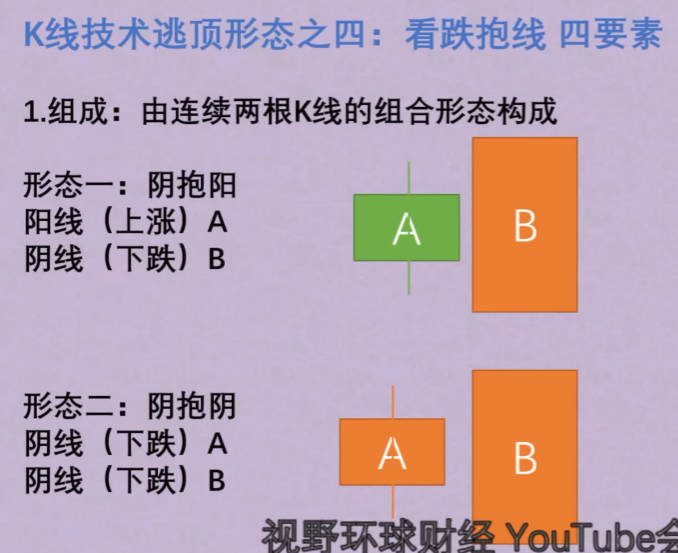 K线技术逃顶形态之四：看跌抱线 四要素
1.组成：由连续两根K线的组合形态构成
形态一：阴抱阳
阳线（上涨）A
阴线（下跌）B
A
B
形态二：阴抱阴
阴线（下跌）A
阴线（下跌）B
A
B
视野环球财经 YouTube会